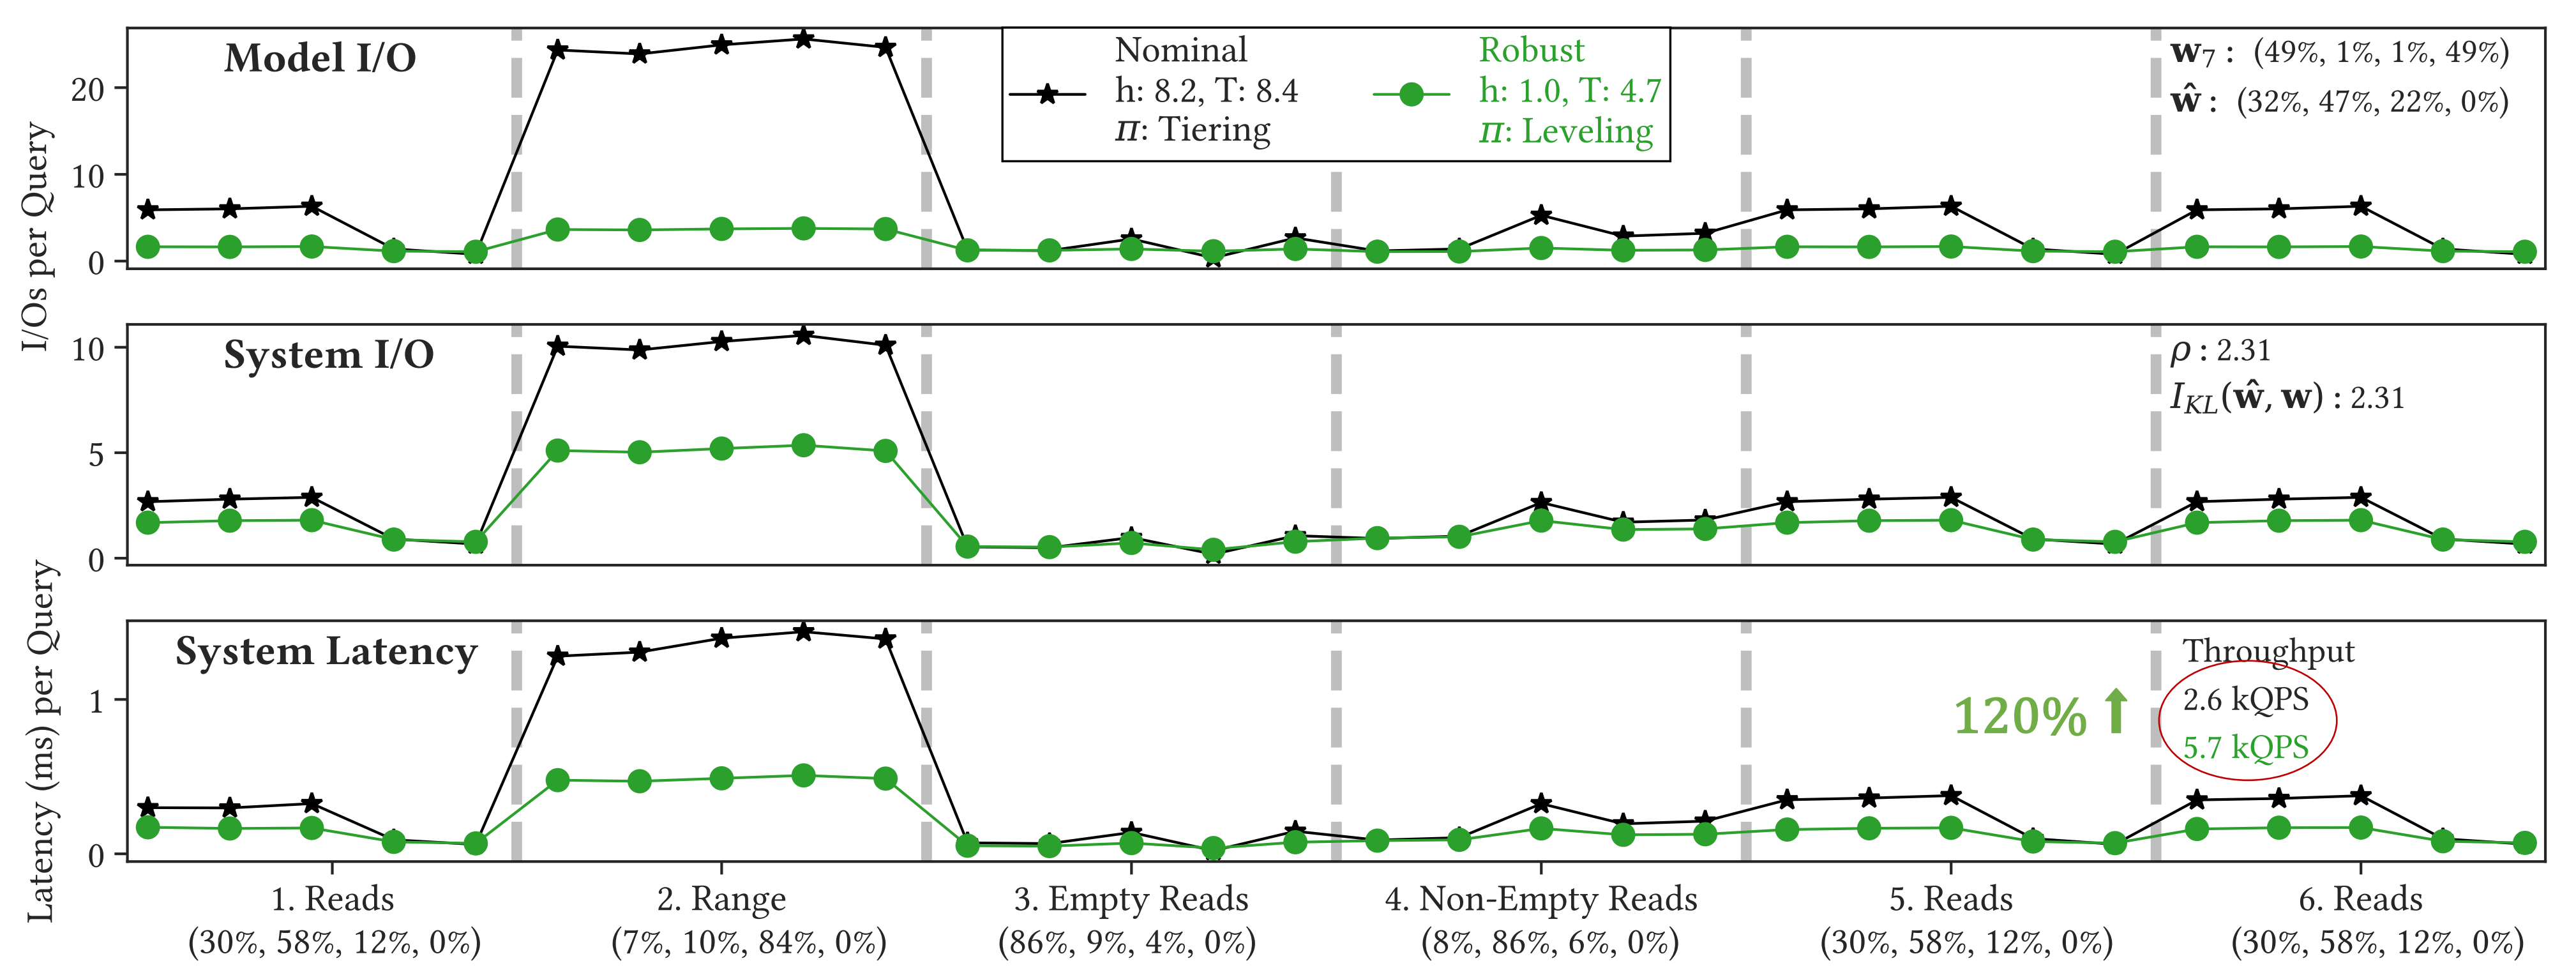 Model I/O
Nominal
h: 8.2, T: 8.4
π: Tiering
Robust
h: 1.0, T: 4.7
π: Leveling
w₇ : (49%, 1%, 1%, 49%)
ŵ : (32%, 47%, 22%, 0%)
20
10
0
I/Os per Query
System I/O
ρ : 2.31
I_KL(ŵ, w) : 2.31
10
5
0
System Latency
Throughput
2.6 kQPS
5.7 kQPS
120% ⬆
1
0
Latency (ms) per Query
1. Reads
(30%, 58%, 12%, 0%)
2. Range
(7%, 10%, 84%, 0%)
3. Empty Reads
(86%, 9%, 4%, 0%)
4. Non-Empty Reads
(8%, 86%, 6%, 0%)
5. Reads
(30%, 58%, 12%, 0%)
6. Reads
(30%, 58%, 12%, 0%)